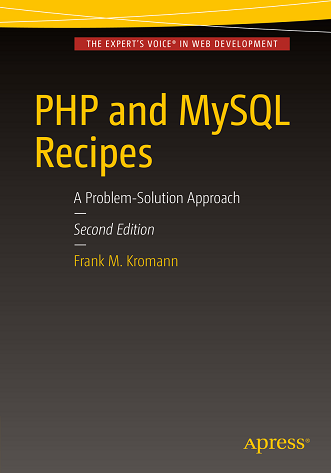 THE EXPERT'S VOICE® IN WEB DEVELOPMENT
PHP and MySQL
Recipes
A Problem-Solution Approach
—
Second Edition
—
Frank M. Kromann
Apress®